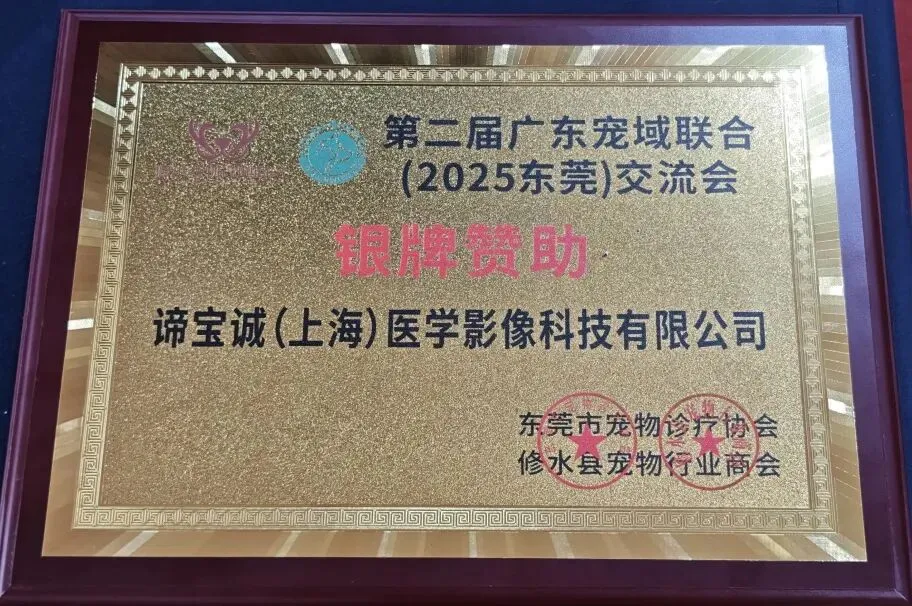 第二届广东宠域联合
(2025东莞)交流会
银牌赞助
谛宝诚(上海)医学影像科技有限公司
东莞市宠物诊疗协会
修水县宠物行业商会